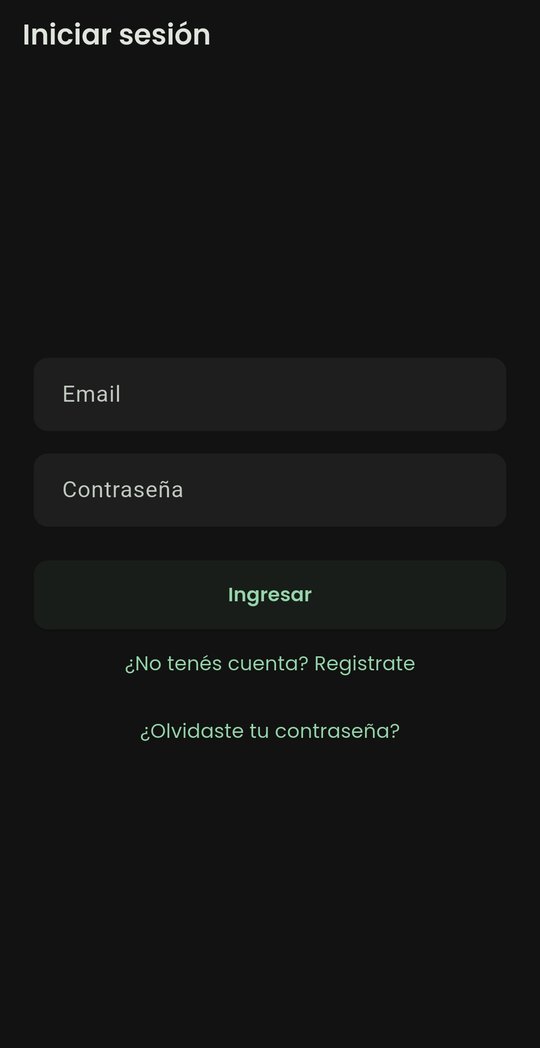 Iniciar sesión
Email
Contraseña
Ingresar
¿No tenés cuenta? Registrate
¿Olvidaste tu contraseña?